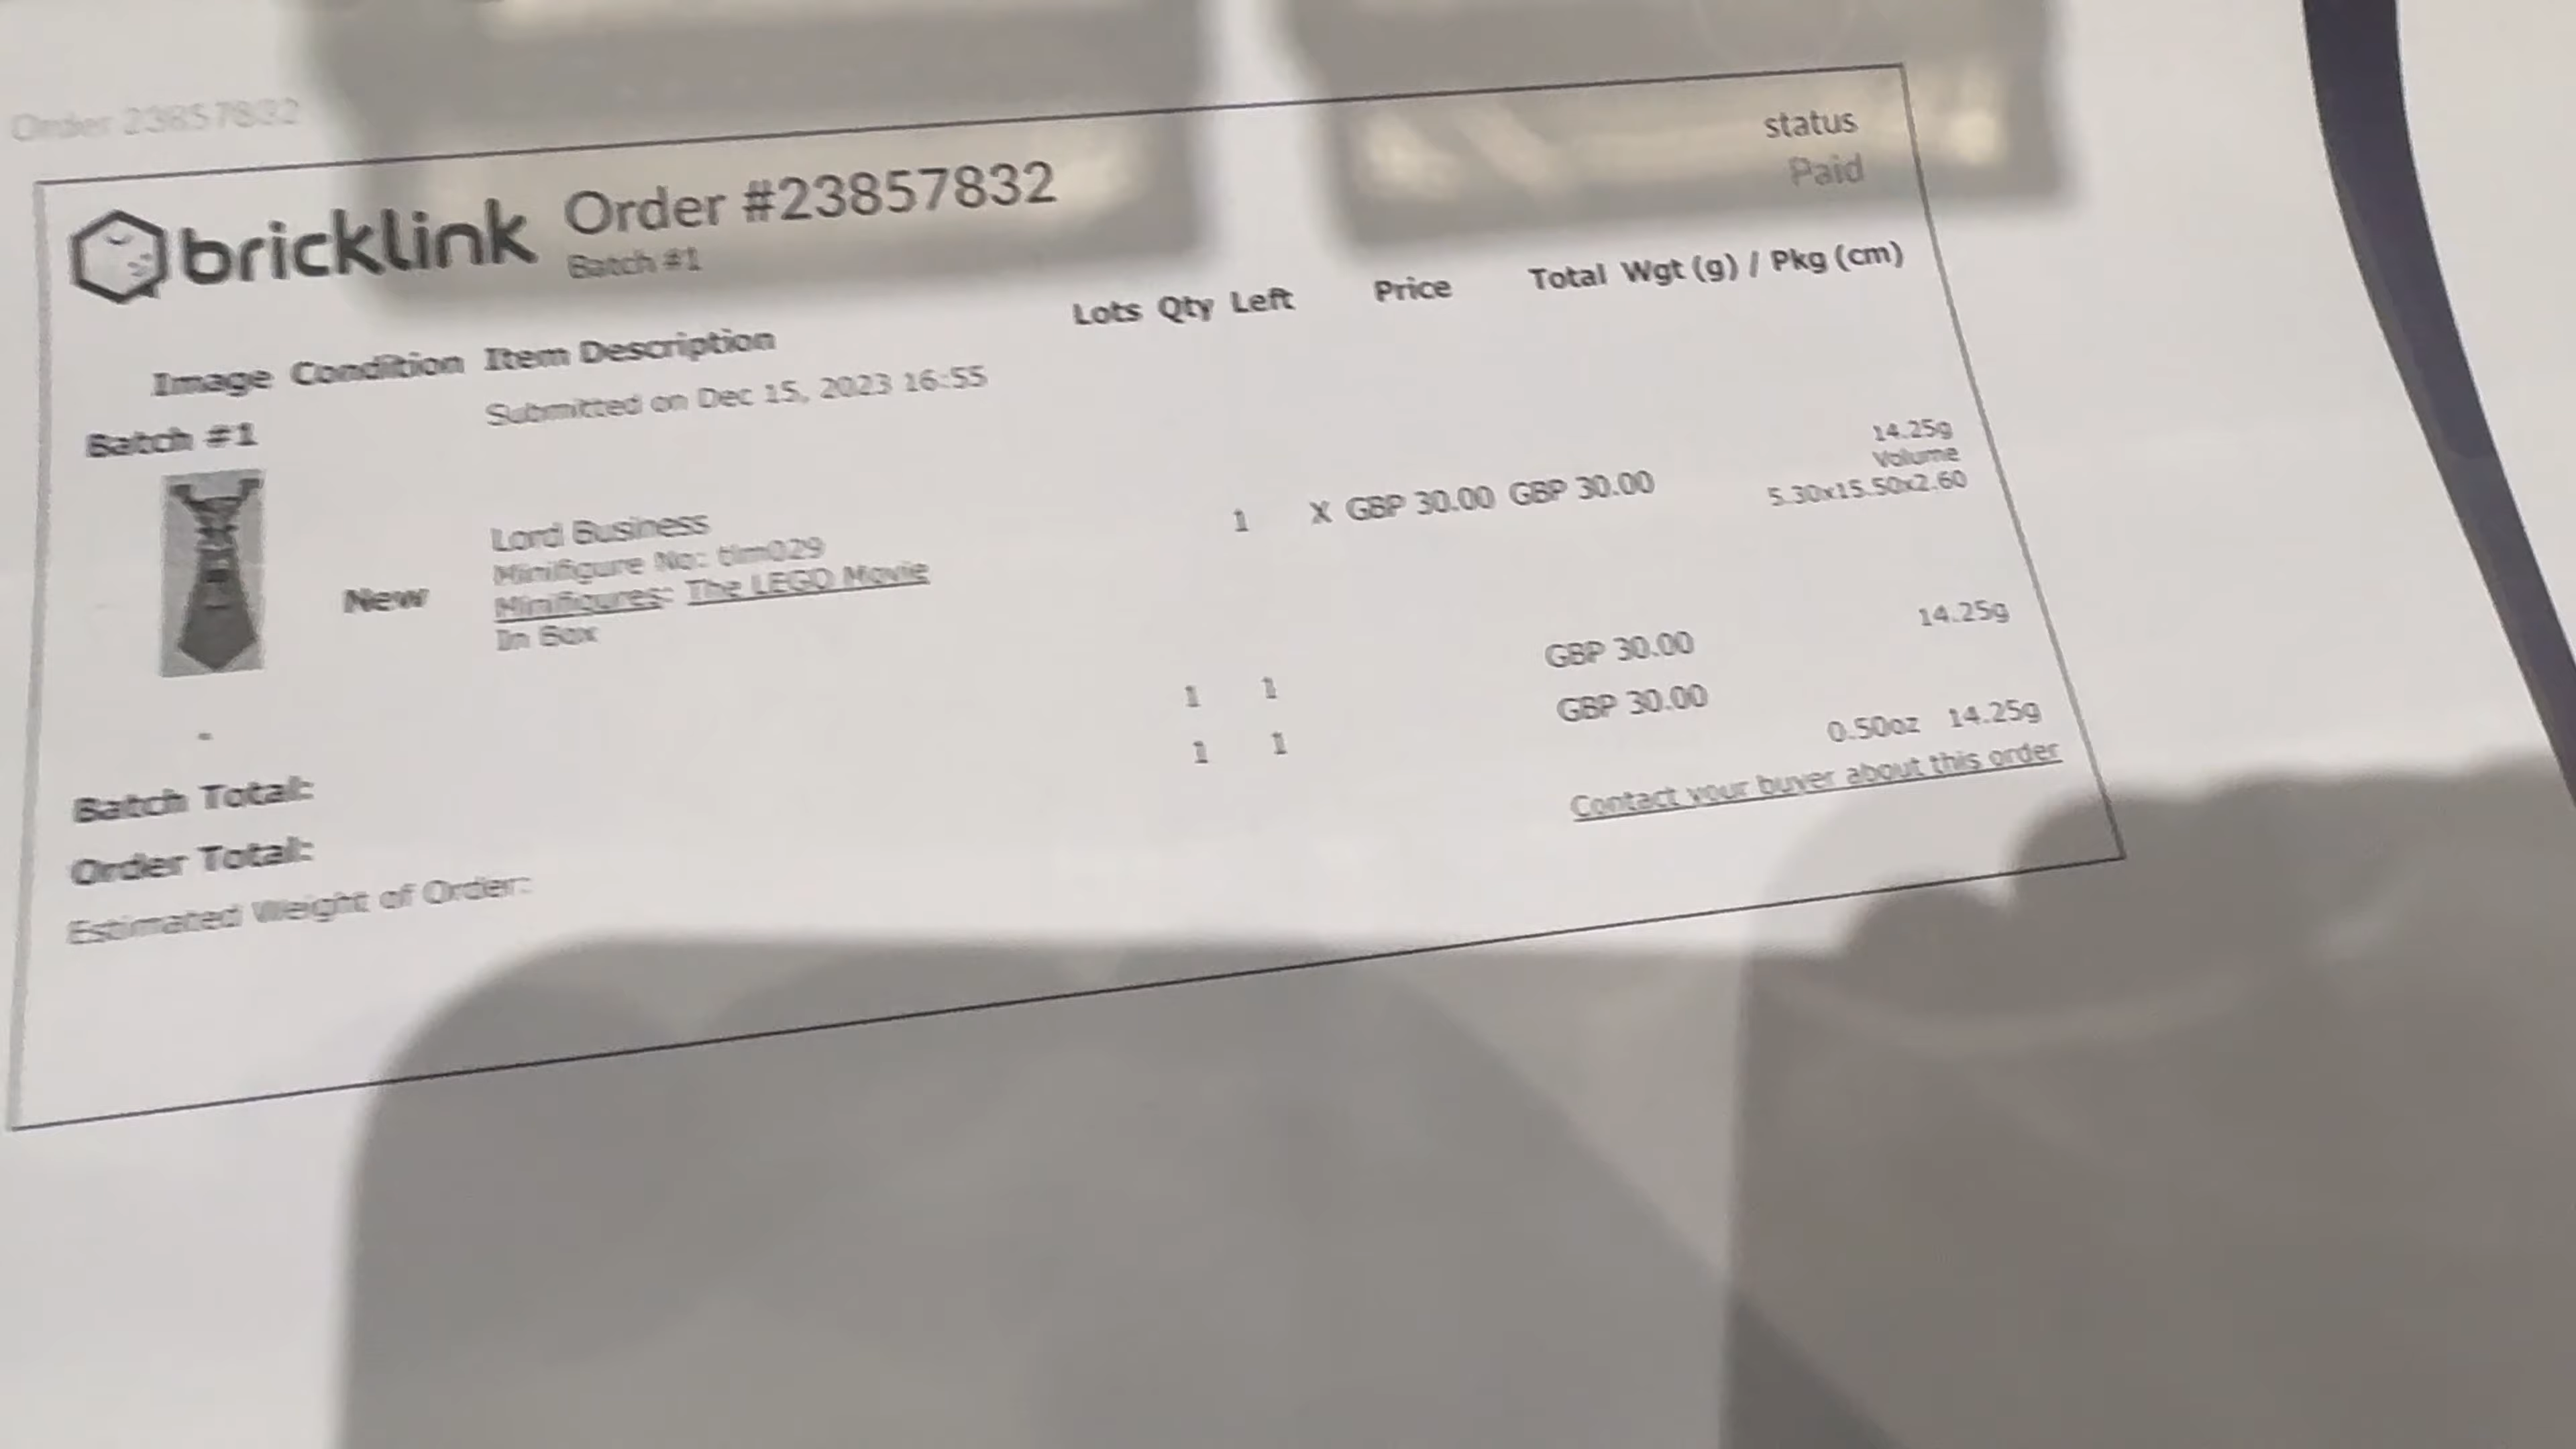 Order 23857832
bricklink Order #23857832
Batch #1
status
Paid
Image Condition Item Description Lots Qty Left Price Total Wgt (g) / Pkg (cm)
Batch #1 Submitted on Dec 15, 2023 16:55
New
Lord Business
Minifigure No: tlm029
Minifigures: The LEGO Movie
In Box
1 X GBP 30.00 GBP 30.00
14.25g
Volume
5.30x15.50x2.60
Batch Total: 1 1 GBP 30.00 14.25g
Order Total: 1 1 GBP 30.00
Estimated Weight of Order: 0.50oz 14.25g
Contact your buyer about this order